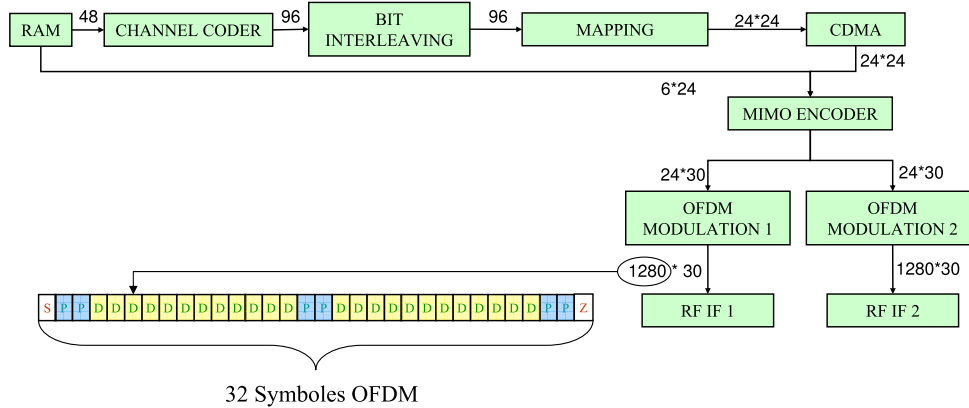 RAM
48
CHANNEL CODER
96
BIT
INTERLEAVING
96
MAPPING
24*24
CDMA
24*24
6*24
MIMO ENCODER
24*30
24*30
OFDM
MODULATION 1
OFDM
MODULATION 2
1280* 30
1280*30
S P P D D D D D D D D D D D D P P D D D D D D D D D D D D P P Z
RF IF 1
RF IF 2
32 Symboles OFDM